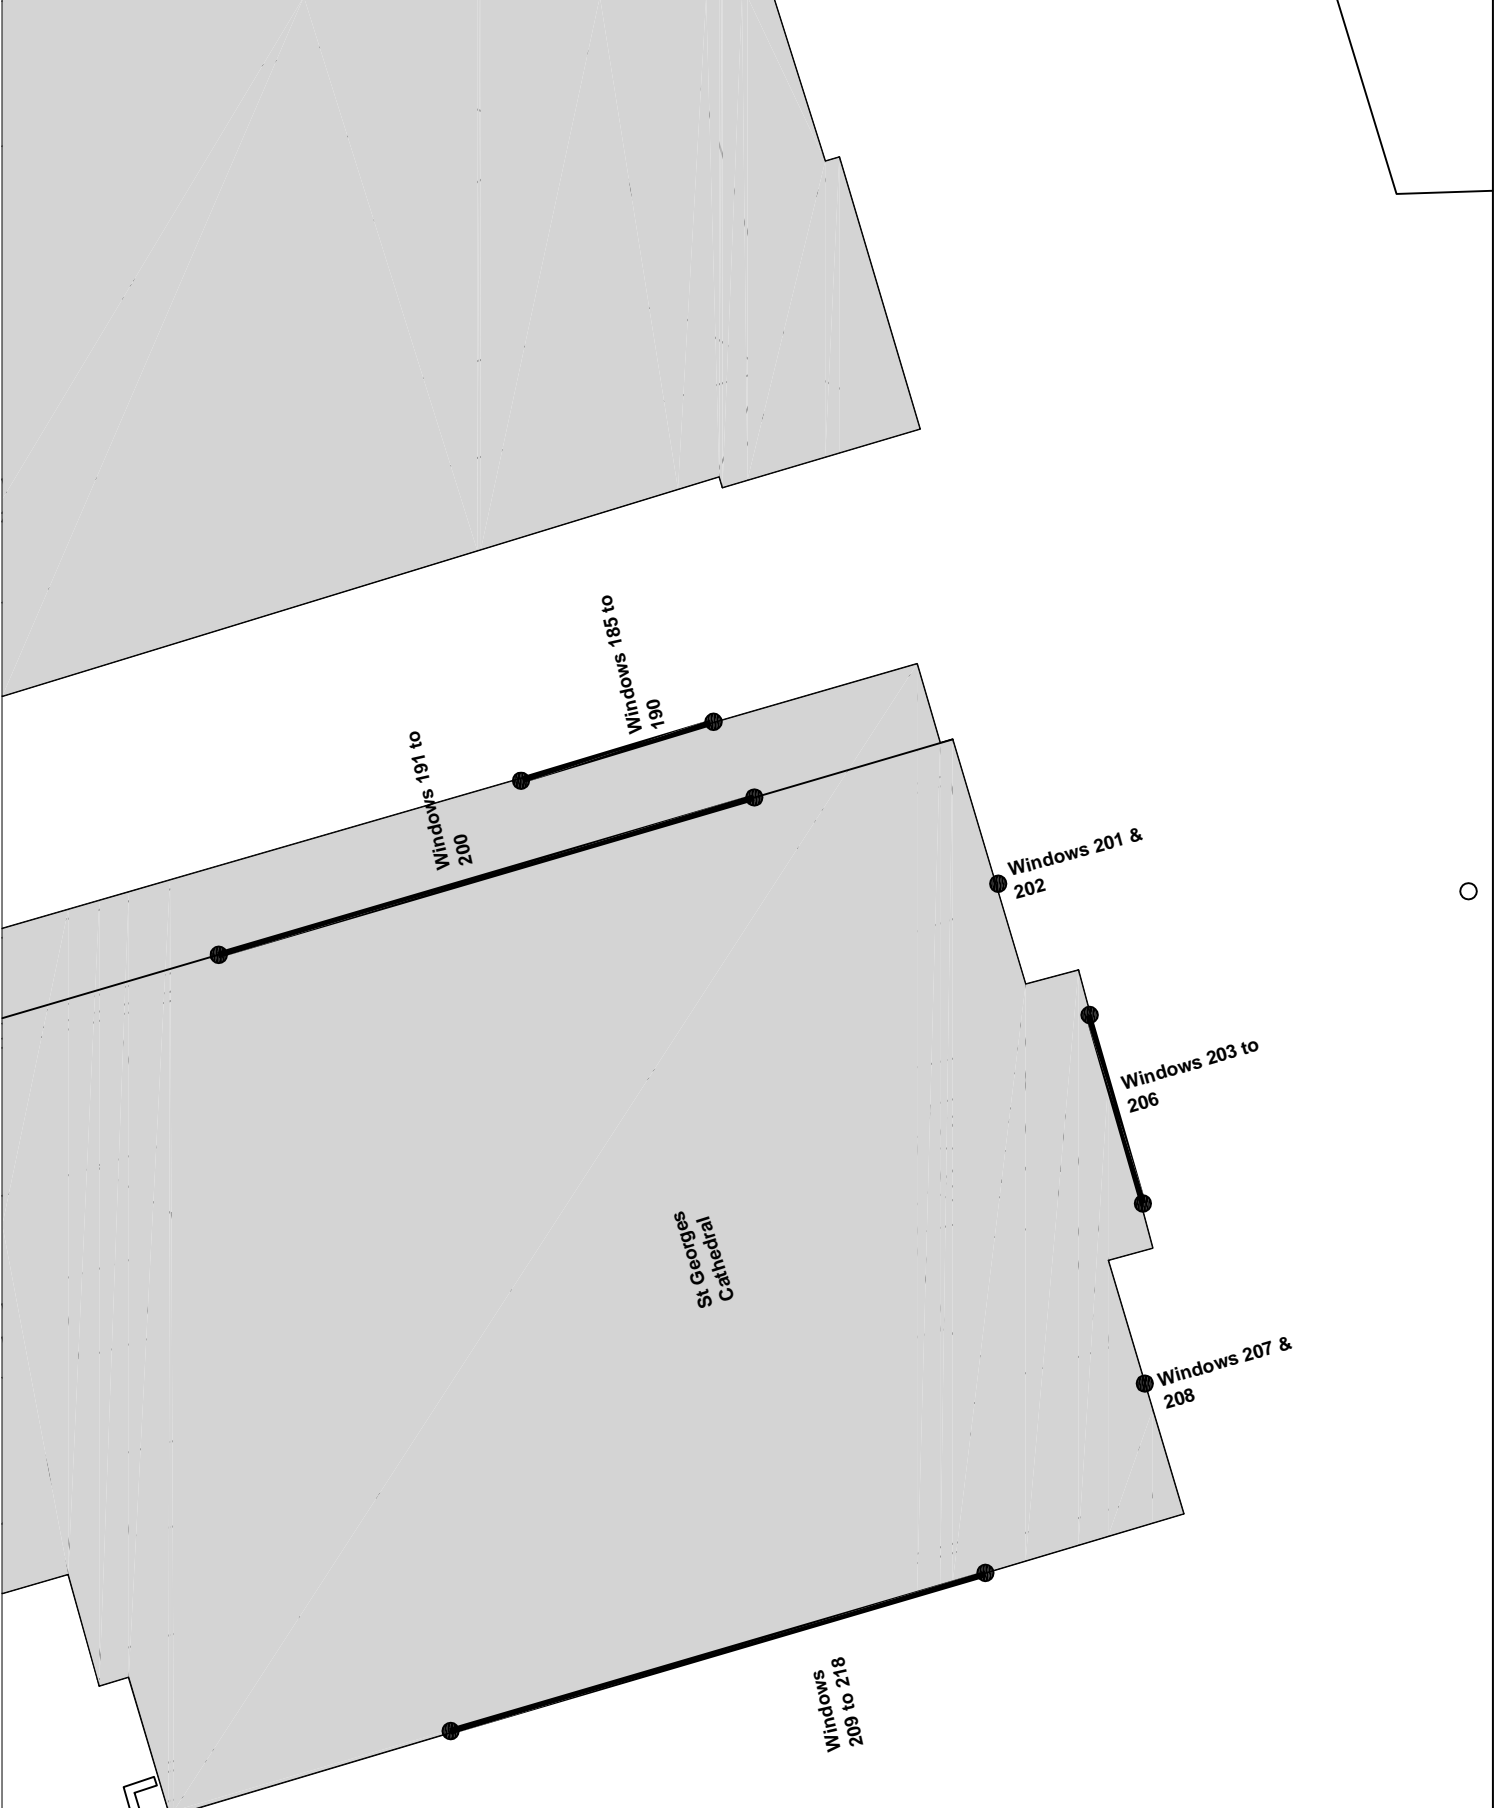 Windows 185 to
190
Windows 191 to
200
Windows 201 &
202
Windows 203 to
206
St Georges
Cathedral
Windows 207 &
208
Windows
209 to 218